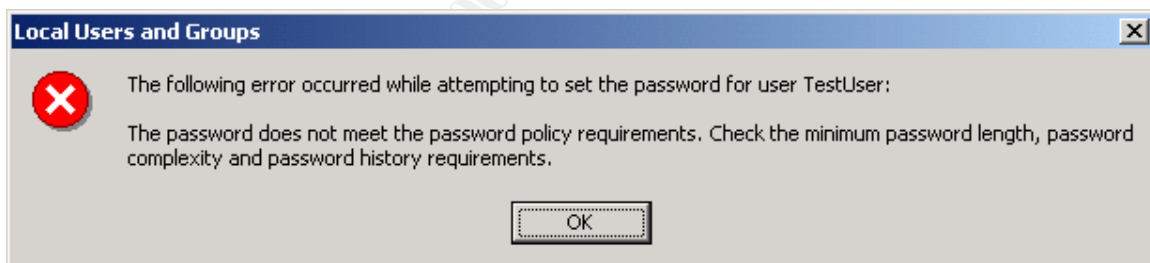 Local Users and Groups
The following error occurred while attempting to set the password for user TestUser:
The password does not meet the password policy requirements. Check the minimum password length, password
complexity and password history requirements.
OK